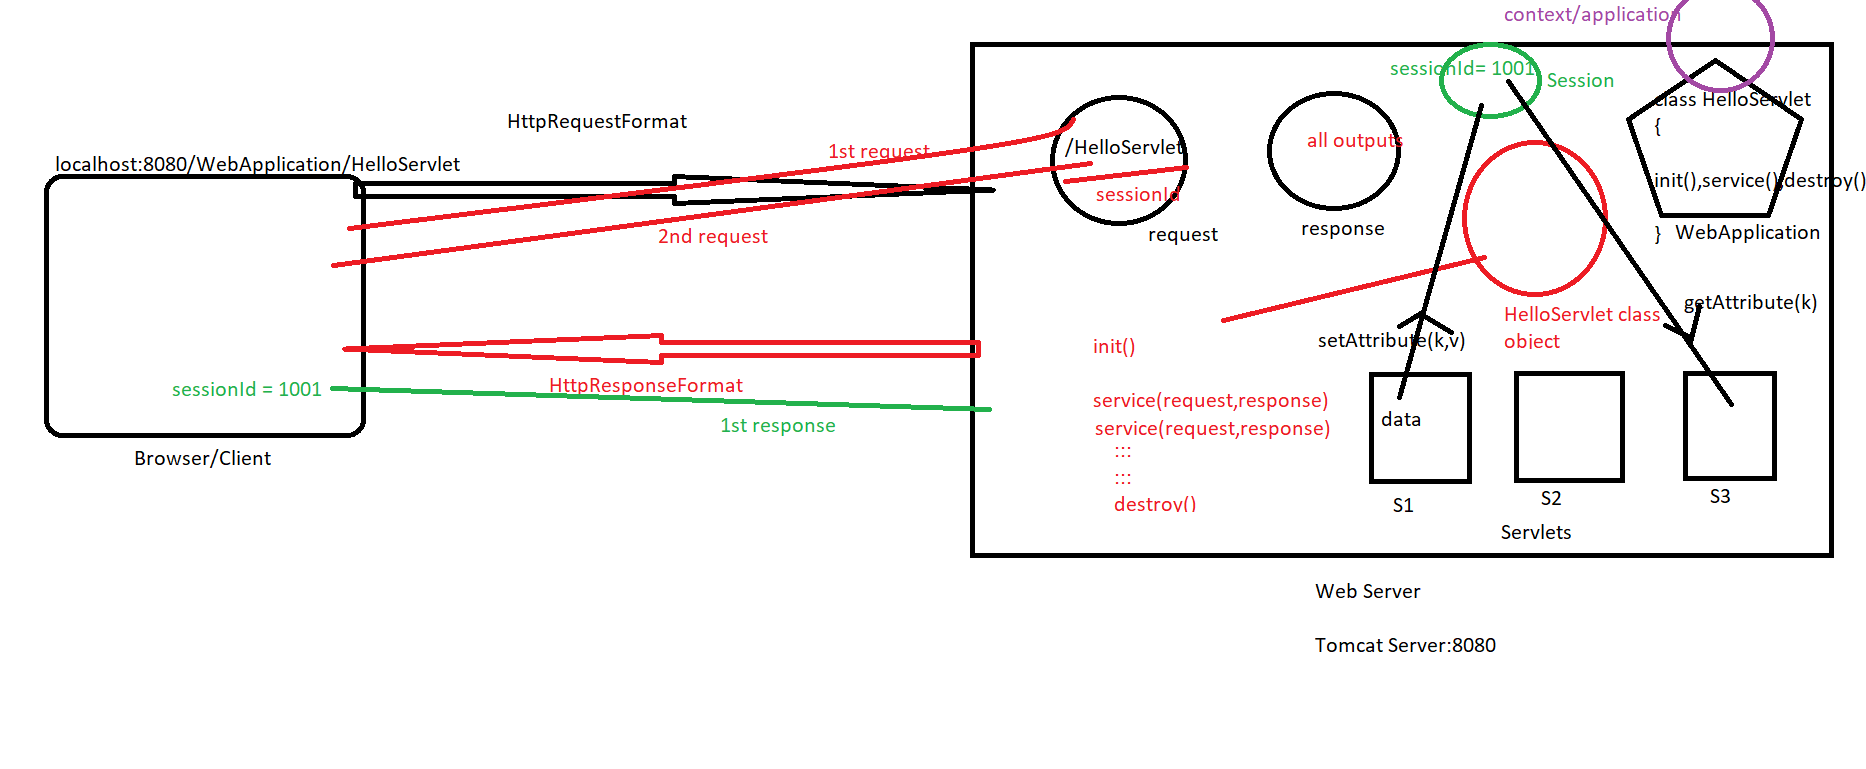 context/application
sessionId= 1001
Session
class HelloServlet
{
init(),service(),destroy()
} WebApplication
HttpRequestFormat
localhost:8080/WebApplication/HelloServlet
1st request
2nd request
/HelloServlet
sessionId
request
all outputs
response
HelloServlet class
object
getAttribute(k)
setAttribute(k,v)
init()
service(request,response)
service(request,response)
:::
:::
destroy()
HttpResponseFormat
sessionId = 1001
1st response
Browser/Client
data
S1
S2
S3
Servlets
Web Server
Tomcat Server:8080